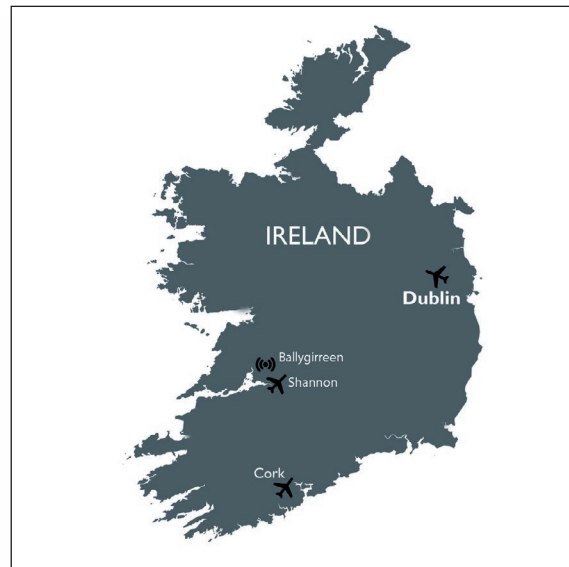 IRELAND
Dublin
Ballygirreen
Shannon
Cork